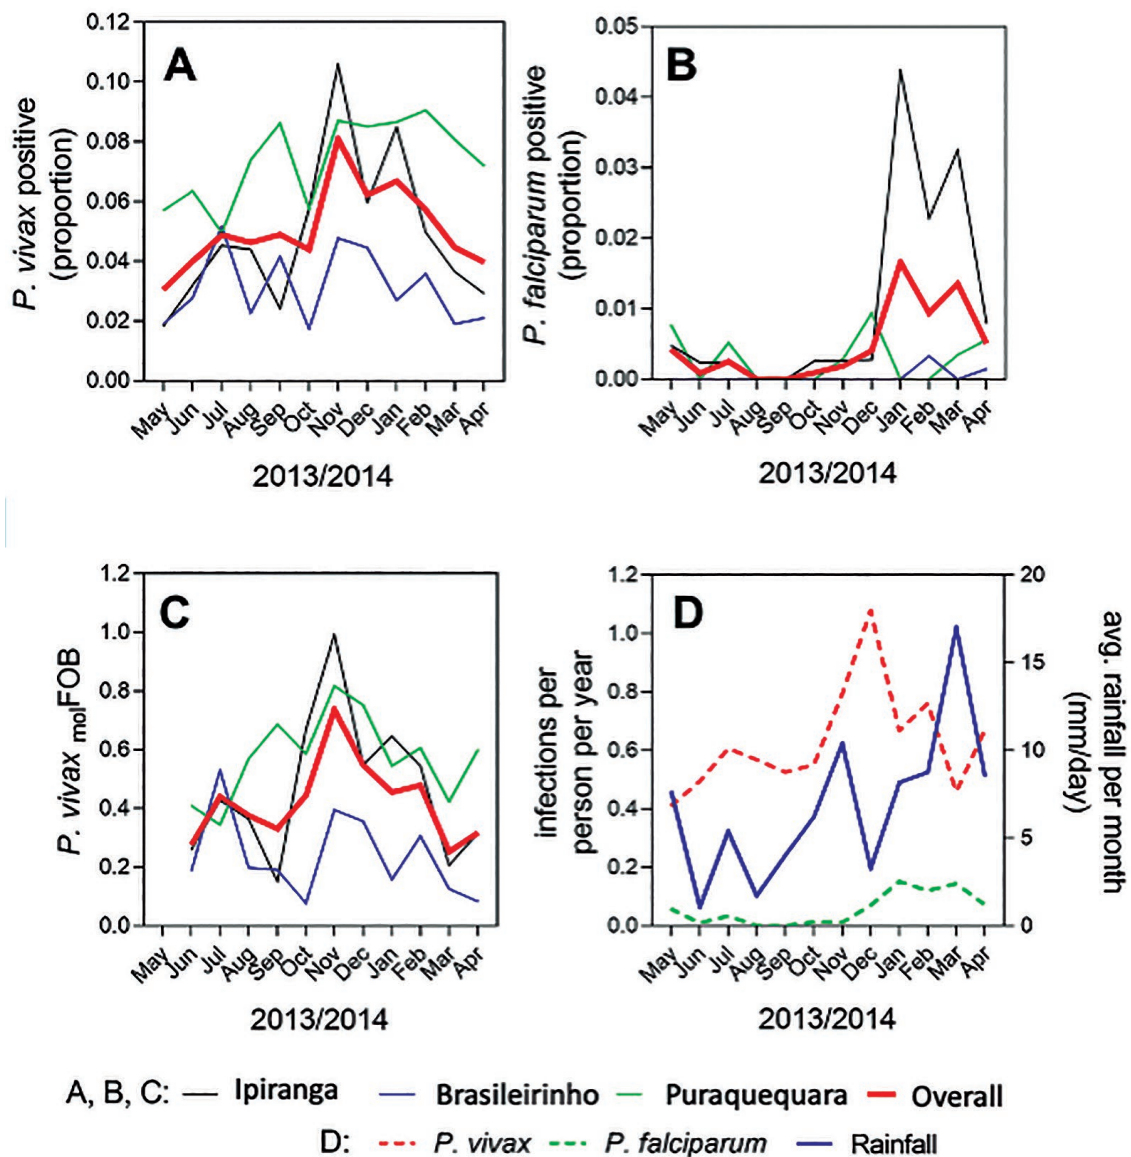 A
P. vivax positive
(proportion)
0.12
0.10
0.08
0.06
0.04
0.02
0.00
May Jun Jul Aug Sep Oct Nov Dec Jan Feb Mar Apr
2013/2014
B
P. falciparum positive
(proportion)
0.05
0.04
0.03
0.02
0.01
0.00
May Jun Jul Aug Sep Oct Nov Dec Jan Feb Mar Apr
2013/2014
C
P. vivax molFOB
1.2
1.0
0.8
0.6
0.4
0.2
0.0
May Jun Jul Aug Sep Oct Nov Dec Jan Feb Mar Apr
2013/2014
D
infections per
person per year
1.2
1.0
0.8
0.6
0.4
0.2
0.0
20
15
10
5
0
avg. rainfall per month
(mm/day)
May Jun Jul Aug Sep Oct Nov Dec Jan Feb Mar Apr
2013/2014
A, B, C: Ipiranga Brasileirinho Puraquequara Overall
D: P. vivax P. falciparum Rainfall